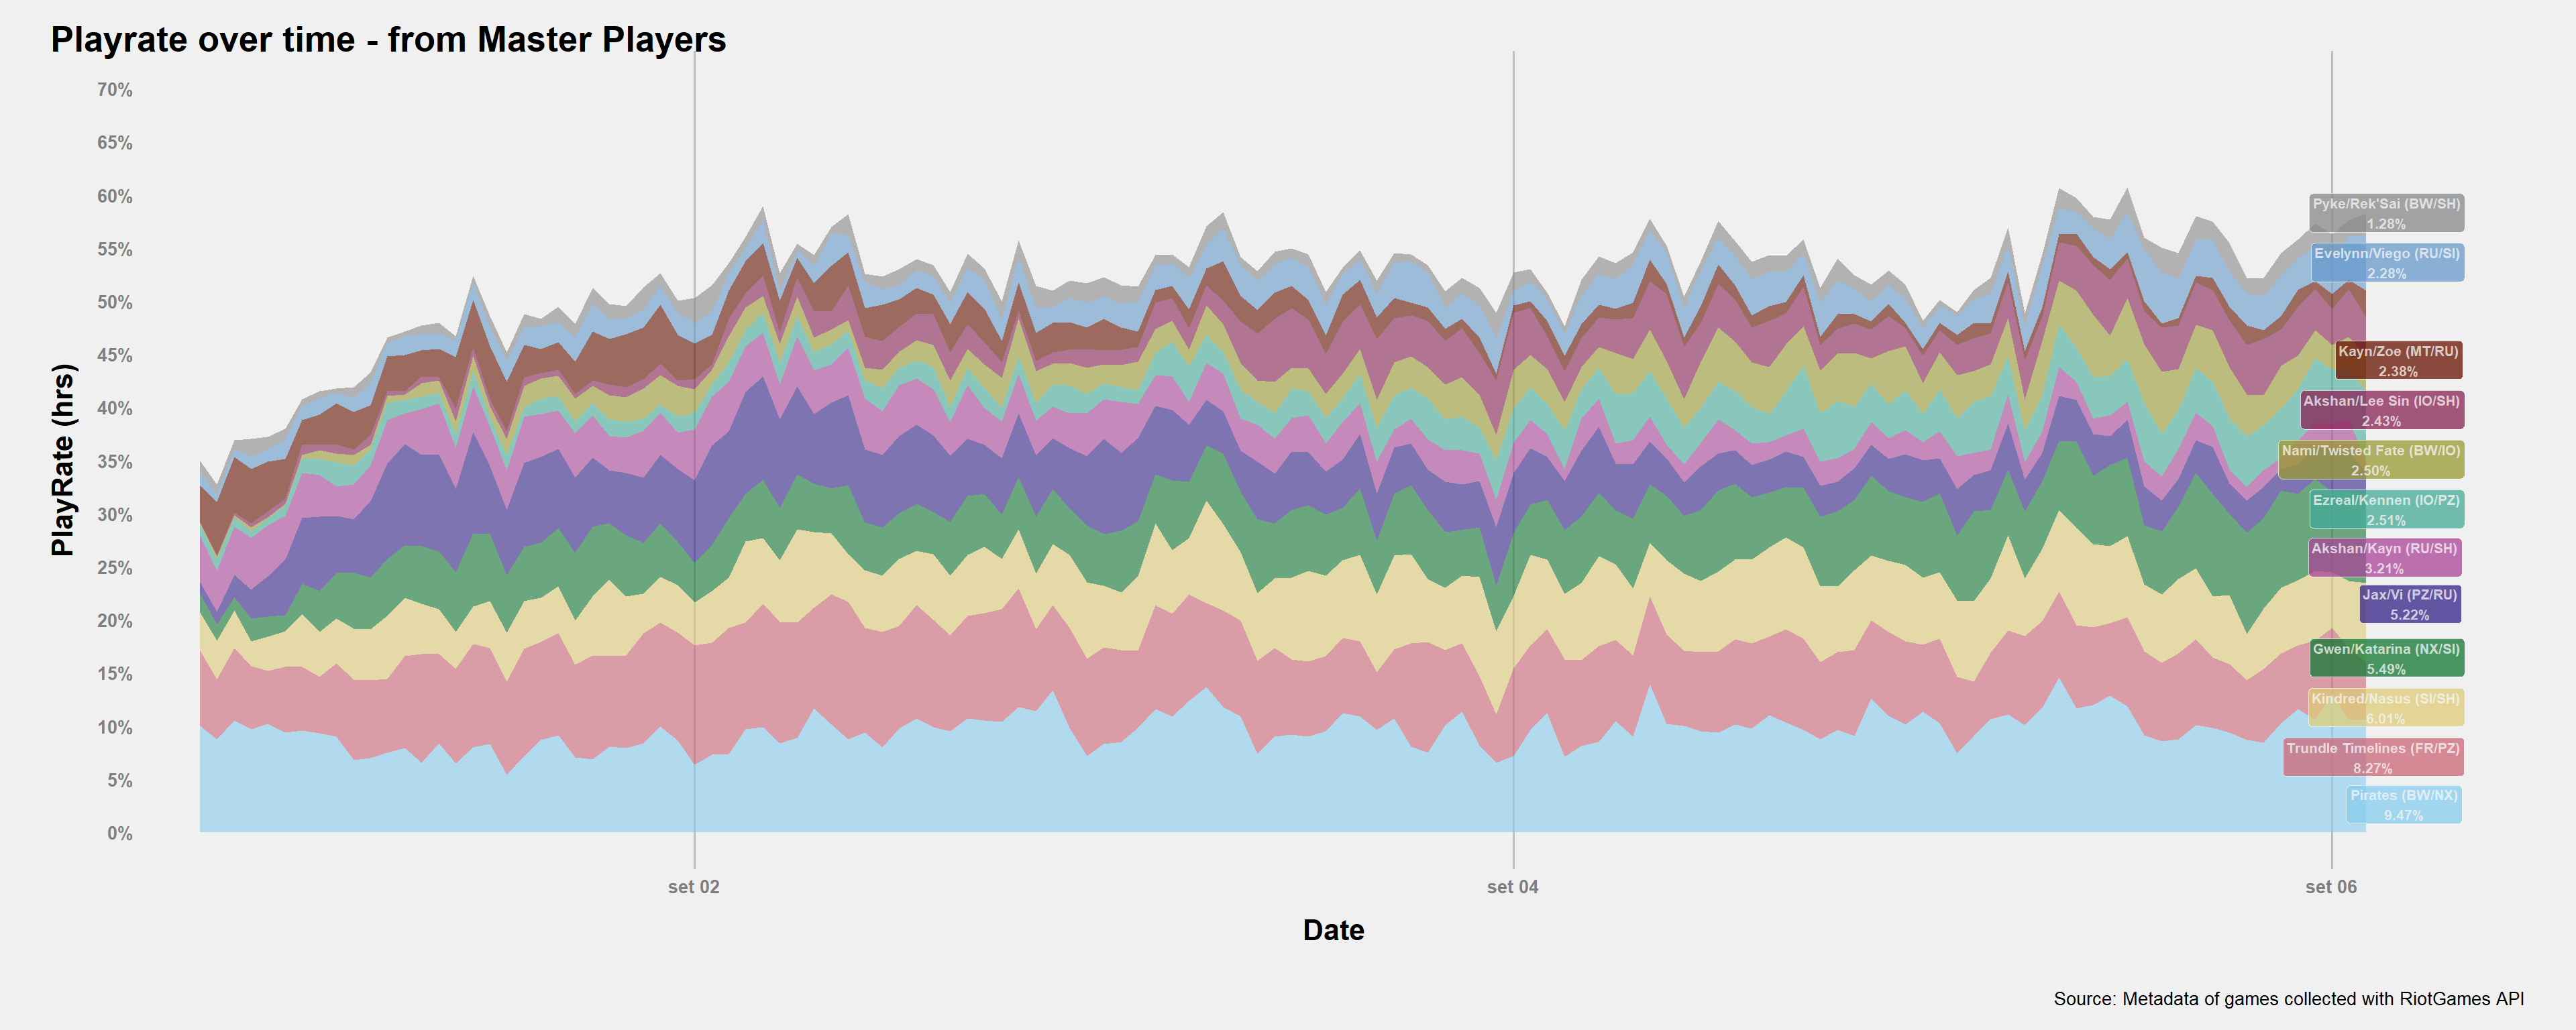 Playrate over time - from Master Players
PlayRate (hrs)
70%
65%
60%
55%
50%
45%
40%
35%
30%
25%
20%
15%
10%
5%
0%
Pyke/Rek'Sai (BW/SH)
1.28%
Evelynn/Viego (RU/SI)
2.28%
Kayn/Zoe (MT/RU)
2.38%
Akshan/Lee Sin (IO/SH)
2.43%
Nami/Twisted Fate (BW/IO)
2.50%
Ezreal/Kennen (IO/PZ)
2.51%
Akshan/Kayn (RU/SH)
3.21%
Jax/Vi (PZ/RU)
5.22%
Gwen/Katarina (NX/SI)
5.49%
Kindred/Nasus (SI/SH)
6.01%
Trundle Timelines (FR/PZ)
8.27%
Pirates (BW/NX)
9.47%
set 02
set 04
set 06
Date
Source: Metadata of games collected with RiotGames API